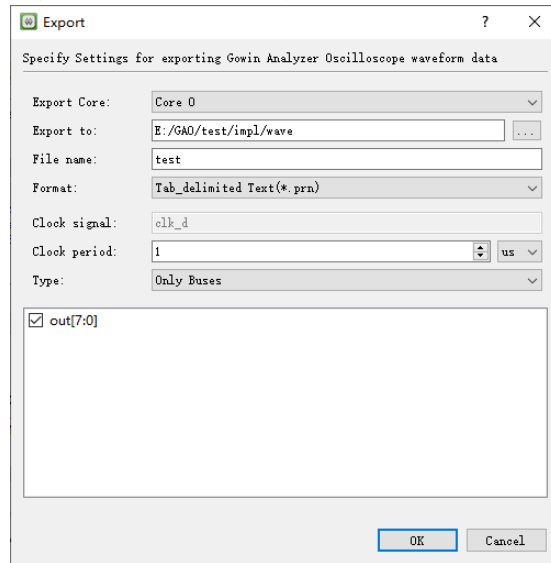 Export
Specify Settings for exporting Gowin Analyzer Oscilloscope waveform data
Export Core: Core 0
Export to: E:/GAO/test/impl/wave ...
File name: test
Format: Tab_delimited Text(*.prn)
Clock signal: clk_d
Clock period: 1 us
Type: Only Buses
out[7:0]
OK Cancel